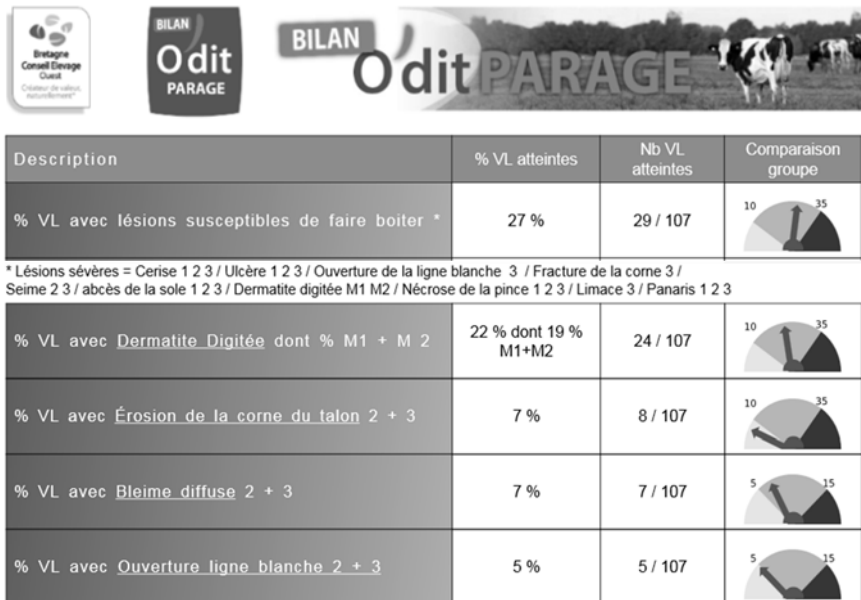 Bretagne
Conseil Elevage
Ouest
Créateur de valeur,
naturellement*
BILAN
O'dit
PARAGE
BILAN
O'dit PARAGE
Description
% VL atteintes
Nb VL
atteintes
Comparaison
groupe
% VL avec lésions susceptibles de faire boiter *
27 %
29 / 107
10
35
* Lésions sévères = Cerise 1 2 3 / Ulcère 1 2 3 / Ouverture de la ligne blanche 3 / Fracture de la corne 3 /
Seime 2 3 / abcès de la sole 1 2 3 / Dermatite digitée M1 M2 / Nécrose de la pince 1 2 3 / Limace 3 / Panaris 1 2 3
% VL avec Dermatite Digitée dont % M1 + M 2
22 % dont 19 %
M1+M2
24 / 107
10
35
% VL avec Érosion de la corne du talon 2 + 3
7 %
8 / 107
10
35
% VL avec Bleime diffuse 2 + 3
7 %
7 / 107
5
15
% VL avec Ouverture ligne blanche 2 + 3
5 %
5 / 107
5
15